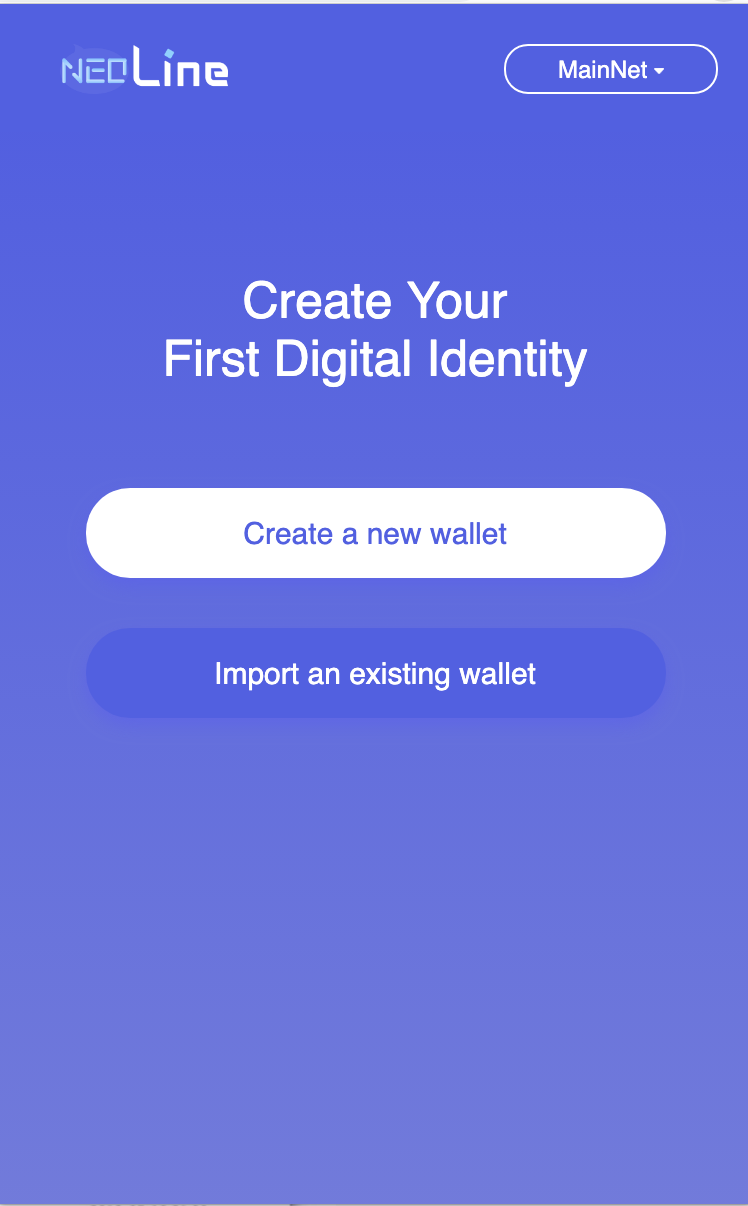 NEOLine
MainNet
Create Your
First Digital Identity
Create a new wallet
Import an existing wallet